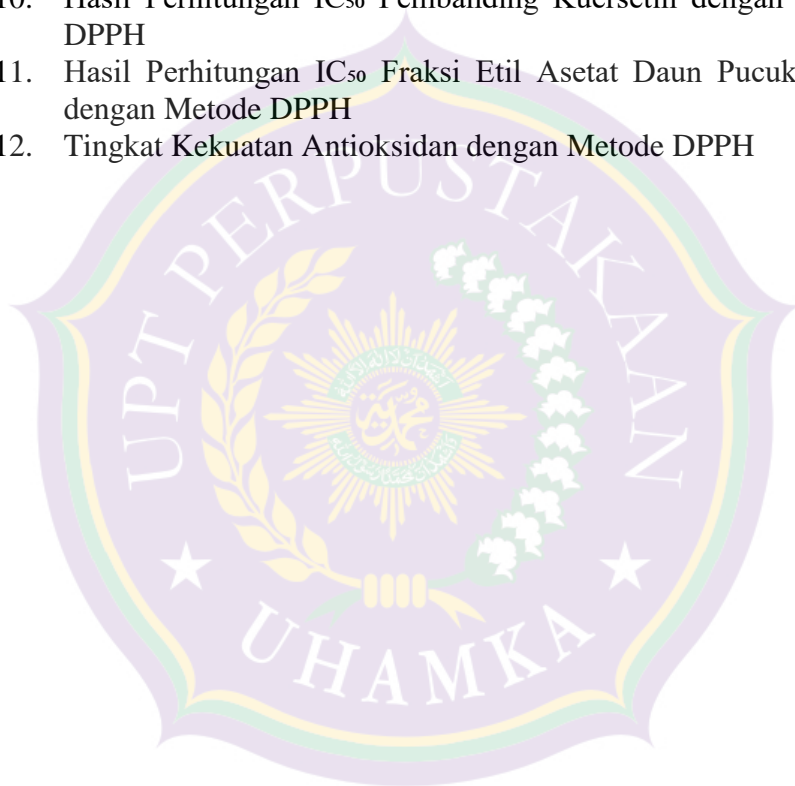 10. Hasil Perhitungan IC₅₀ Pembanding Kuersetin dengan
DPPH
11. Hasil Perhitungan IC₅₀ Fraksi Etil Asetat Daun Pucuk
dengan Metode DPPH
12. Tingkat Kekuatan Antioksidan dengan Metode DPPH
UPT PERPUSTAKAAN
UHAMKA